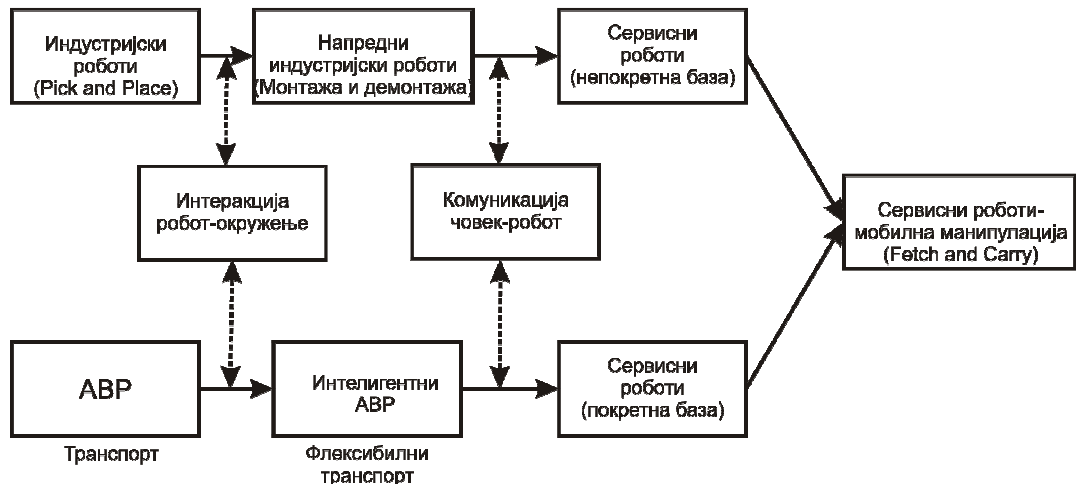 Индустријски
роботи
(Pick and Place)
Напредни
индустријски роботи
(Монтажа и демонтажа)
Сервисни
роботи
(непокретна база)
Интеракција
робот-окружење
Комуникација
човек-робот
Сервисни роботи-
мобилна манипулација
(Fetch and Carry)
АВР
Транспорт
Интелигентни
АВР
Флексибилни
транспорт
Сервисни
роботи
(покретна база)